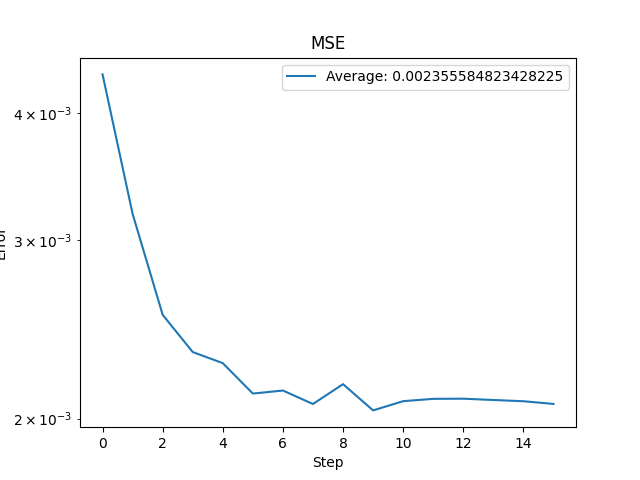 MSE
Average: 0.002355584823428225
4 × 10⁻³
3 × 10⁻³
Error
2 × 10⁻³
0 2 4 6 8 10 12 14
Step